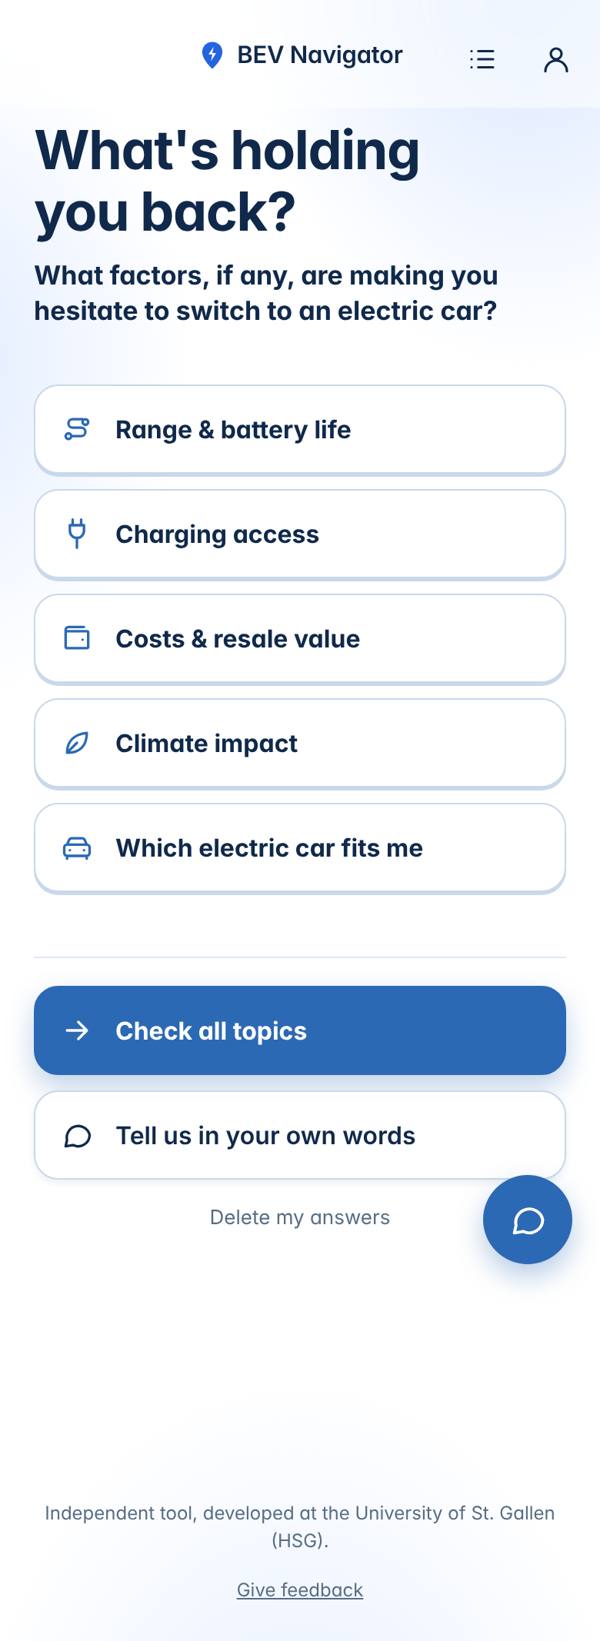 BEV Navigator
What's holding
you back?
What factors, if any, are making you
hesitate to switch to an electric car?
Range & battery life
Charging access
Costs & resale value
Climate impact
Which electric car fits me
Check all topics
Tell us in your own words
Delete my answers
Independent tool, developed at the University of St. Gallen
(HSG).
Give feedback